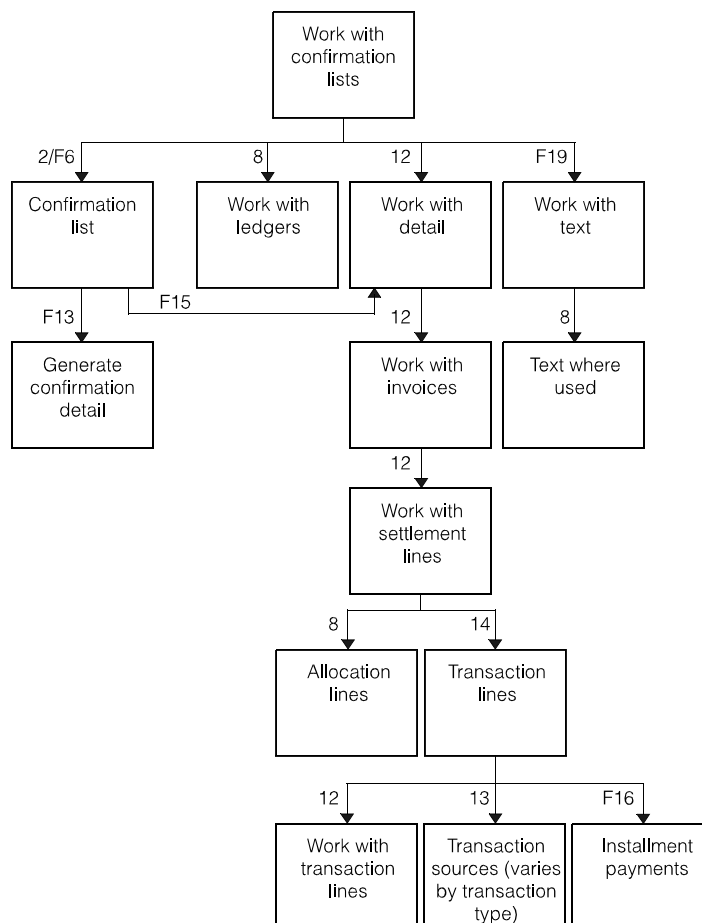 Work with
confirmation
lists
2/F6
8
12
F19
Confirmation
list
Work with
ledgers
Work with
detail
Work with
text
F15
F13
12
8
Generate
confirmation
detail
Work with
invoices
Text where
used
12
Work with
settlement
lines
8
14
Allocation
lines
Transaction
lines
12
13
F16
Work with
transaction
lines
Transaction
sources (varies
by transaction
type)
Installment
payments